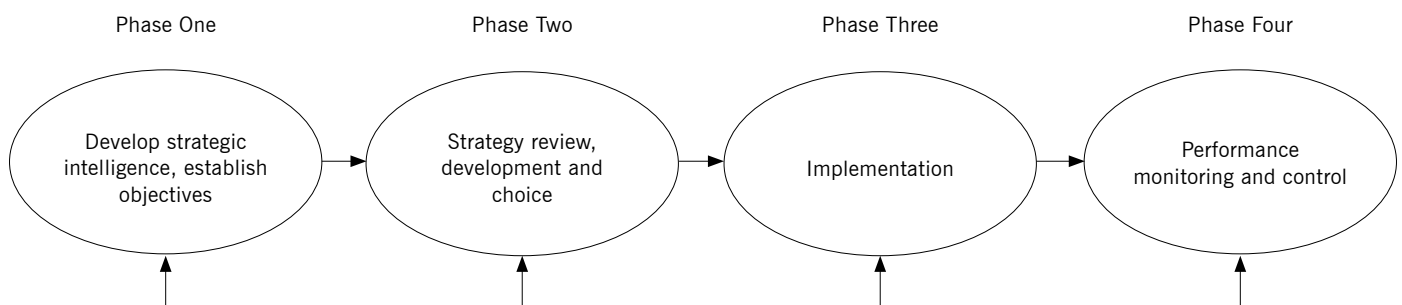 Phase One
Phase Two
Phase Three
Phase Four
Develop strategic
intelligence, establish
objectives
Strategy review,
development and
choice
Implementation
Performance
monitoring and control